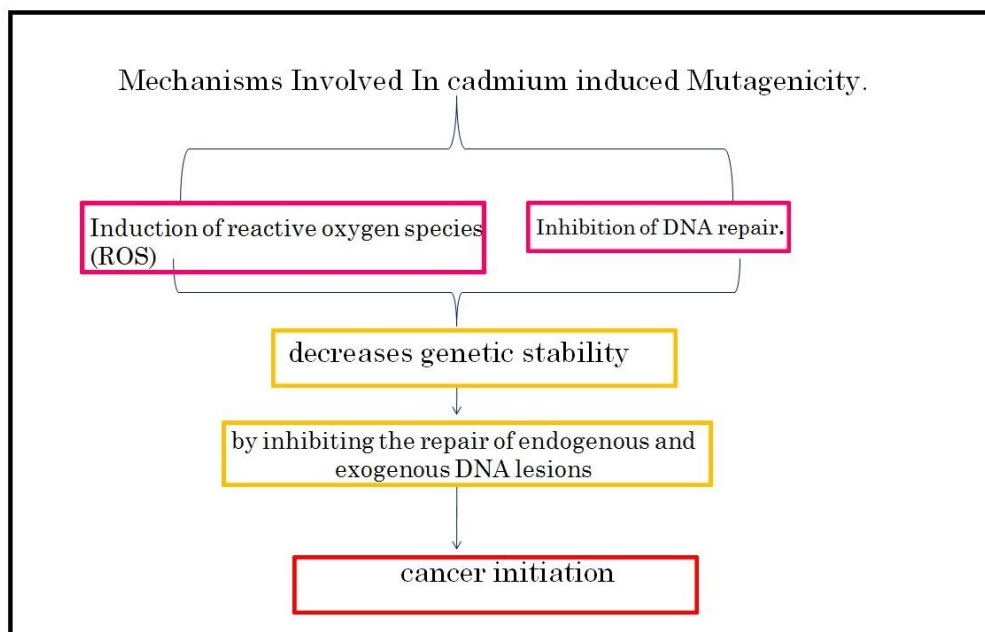 Mechanisms Involved In cadmium induced Mutagenicity.
Induction of reactive oxygen species
(ROS)
Inhibition of DNA repair.
decreases genetic stability
by inhibiting the repair of endogenous and
exogenous DNA lesions
cancer initiation